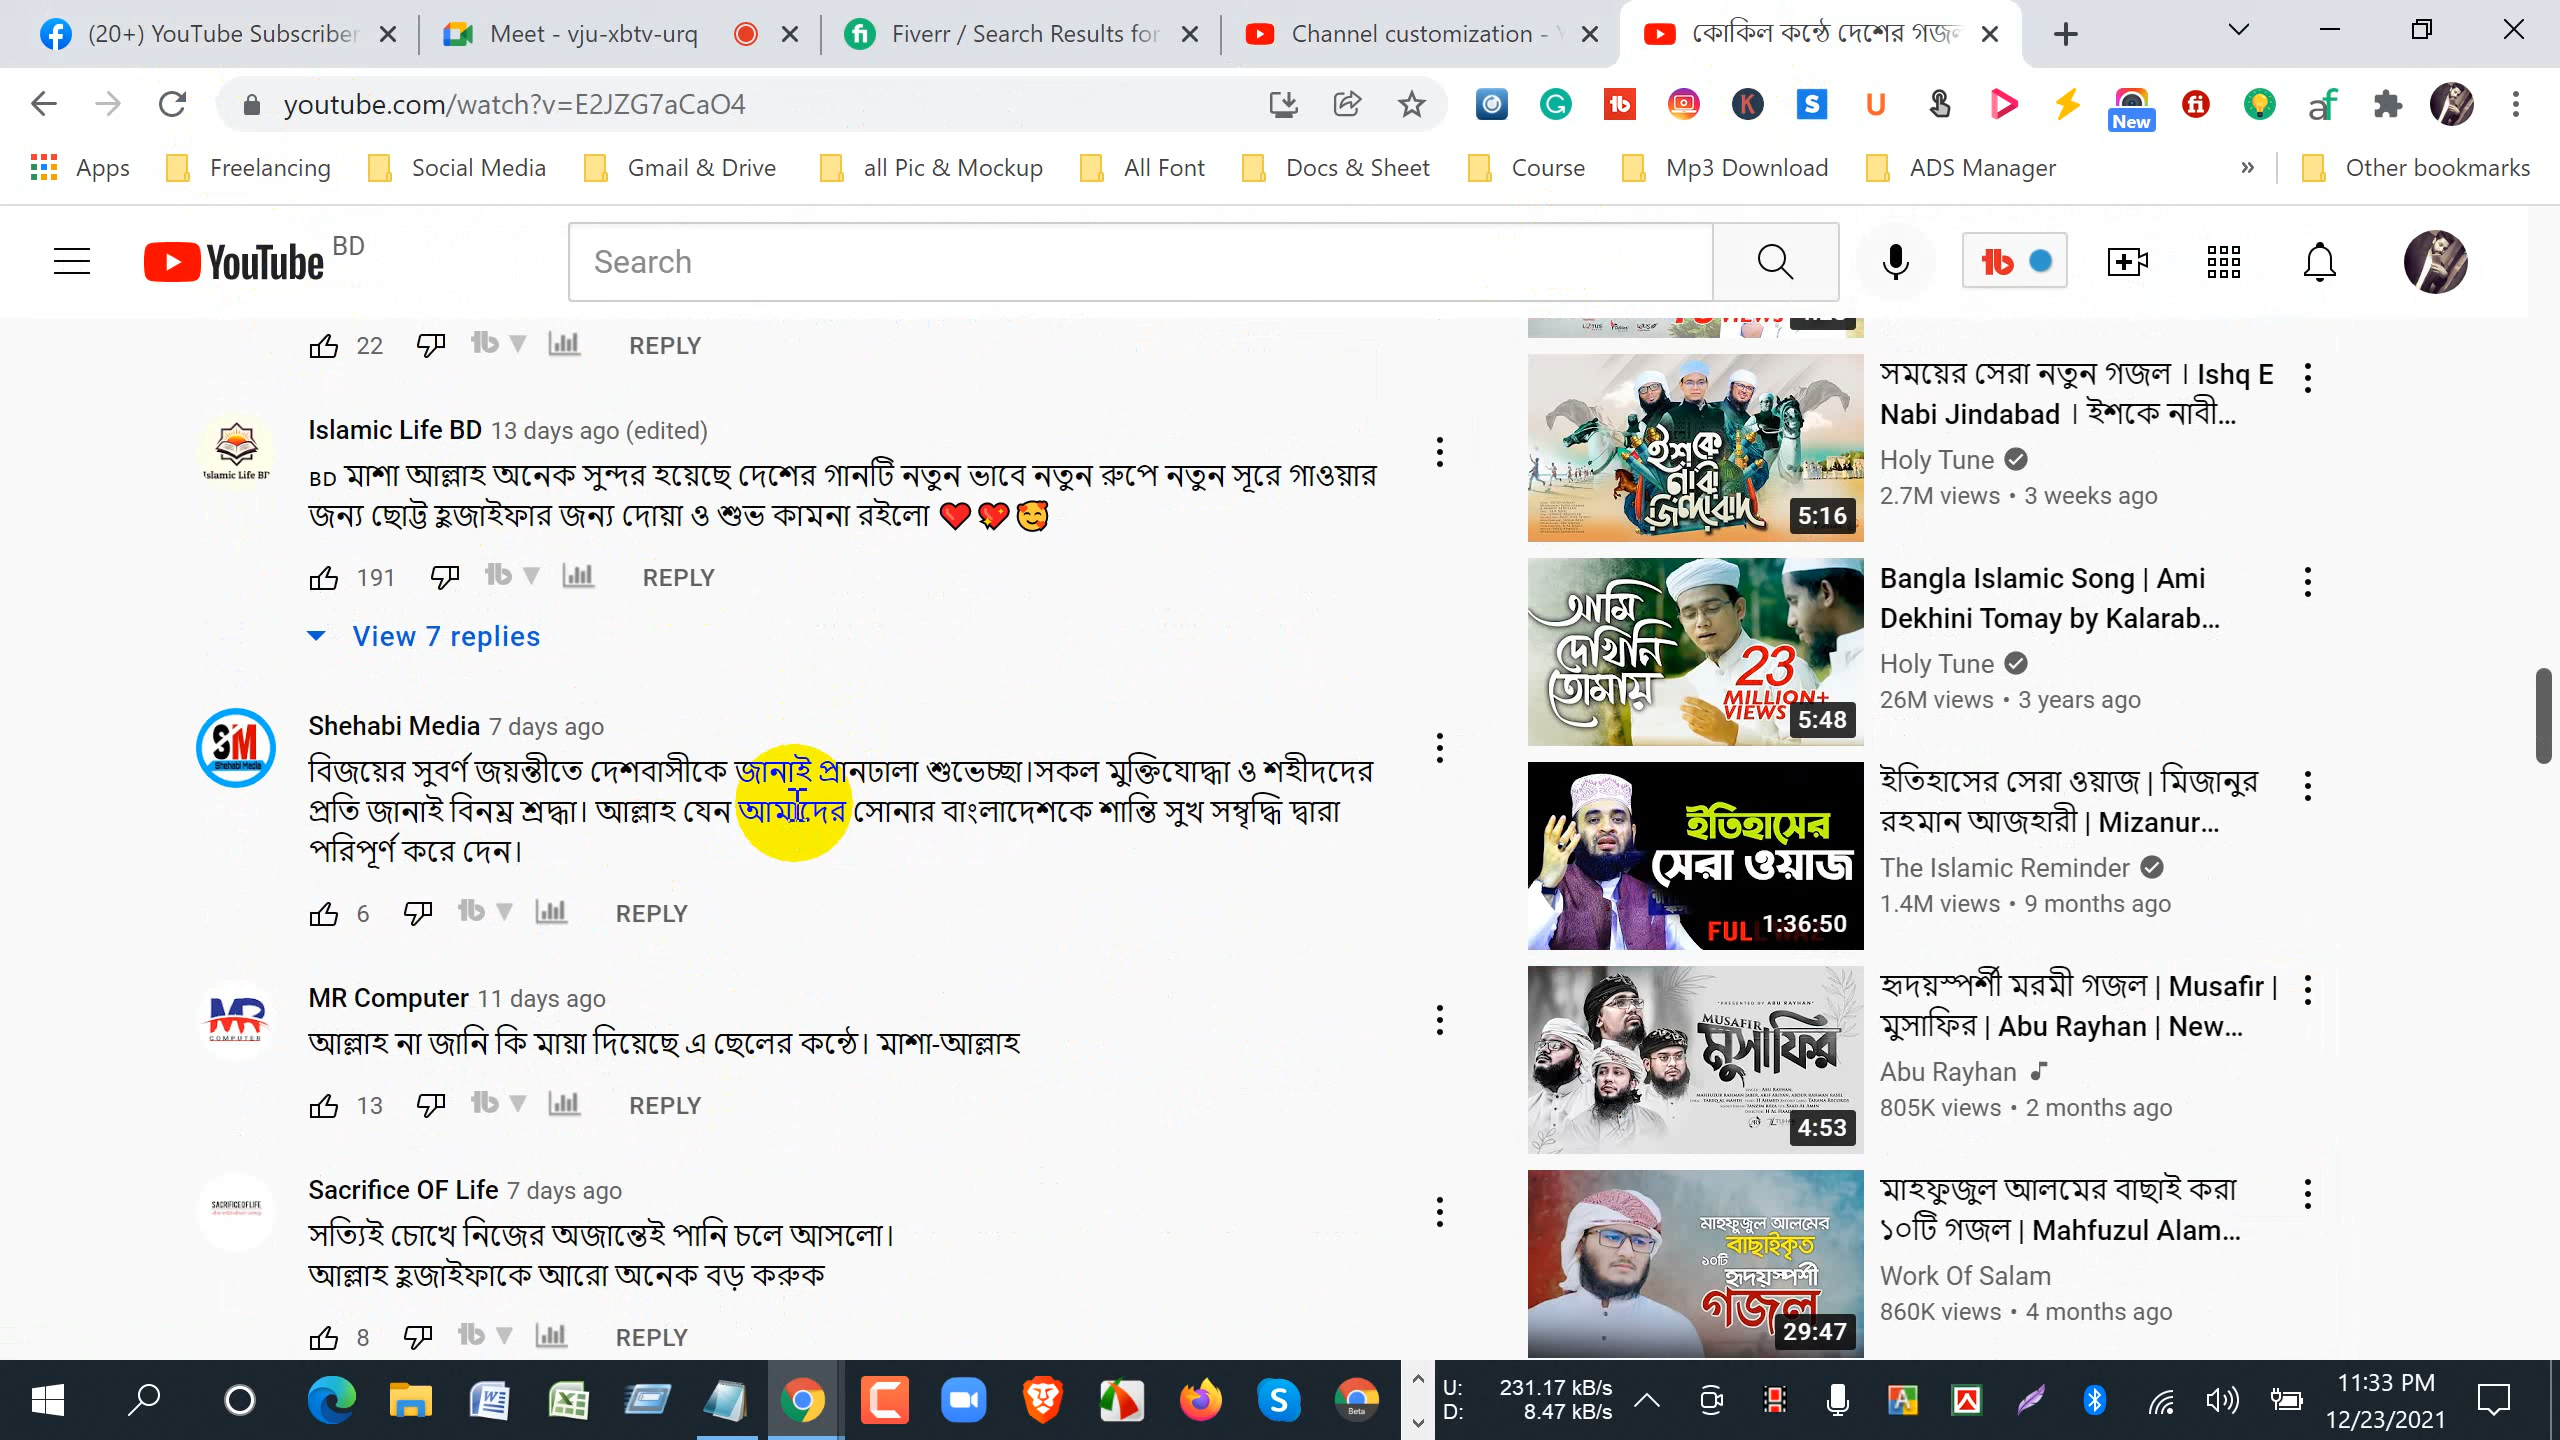 (20+) YouTube Subscriber
Meet - vju-xbtv-urq
Fiverr / Search Results for
Channel customization -
কোকিল কন্ঠে দেশের গজল
youtube.com/watch?v=E2JZG7aCaO4
New
Apps
Freelancing
Social Media
Gmail & Drive
all Pic & Mockup
All Font
Docs & Sheet
Course
Mp3 Download
ADS Manager
»
Other bookmarks
YouTube BD
Search
22
REPLY
Islamic Life BD 13 days ago (edited)
BD মাশা আল্লাহ অনেক সুন্দর হয়েছে দেশের গানটি নতুন ভাবে নতুন রুপে নতুন সূরে গাওয়ার
জন্য ছোট্ট হুজাইফার জন্য দোয়া ও শুভ কামনা রইলো ❤️💖🥰
191
REPLY
View 7 replies
Shehabi Media 7 days ago
বিজয়ের সুবর্ণ জয়ন্তীতে দেশবাসীকে জানাই প্রানঢালা শুভেচ্ছা।সকল মুক্তিযোদ্ধা ও শহীদদের
প্রতি জানাই বিনম্র শ্রদ্ধা। আল্লাহ যেন আমাদের সোনার বাংলাদেশকে শান্তি সুখ সম্বৃদ্ধি দ্বারা
পরিপূর্ণ করে দেন।
6
REPLY
MR Computer 11 days ago
আল্লাহ না জানি কি মায়া দিয়েছে এ ছেলের কন্ঠে। মাশা-আল্লাহ
13
REPLY
Sacrifice OF Life 7 days ago
সত্যিই চোখে নিজের অজান্তেই পানি চলে আসলো।
আল্লাহ হুজাইফাকে আরো অনেক বড় করুক
8
REPLY
ইশকে
নাবী
জিন্দাবাদ
5:16
সময়ের সেরা নতুন গজল । Ishq E
Nabi Jindabad । ইশকে নাবী...
Holy Tune
2.7M views • 3 weeks ago
আমি
দেখিনি
তোমায়
23
MILLION+
VIEWS
5:48
Bangla Islamic Song | Ami
Dekhini Tomay by Kalarab...
Holy Tune
26M views • 3 years ago
ইতিহাসের
সেরা ওয়াজ
1:36:50
ইতিহাসের সেরা ওয়াজ | মিজানুর
রহমান আজহারী | Mizanur...
The Islamic Reminder
1.4M views • 9 months ago
"PRESENTED BY ABU RAYHAN"
MUSAFIR
মুসাফির
4:53
হৃদয়স্পর্শী মরমী গজল | Musafir |
মুসাফির | Abu Rayhan | New...
Abu Rayhan
805K views • 2 months ago
মাহফুজুল আলমের
বাছাইকৃত
১০টি
হৃদয়স্পর্শী
গজল
29:47
মাহফুজুল আলমের বাছাই করা
১০টি গজল | Mahfuzul Alam...
Work Of Salam
860K views • 4 months ago
U: 231.17 kB/s
D: 8.47 kB/s
11:33 PM
12/23/2021